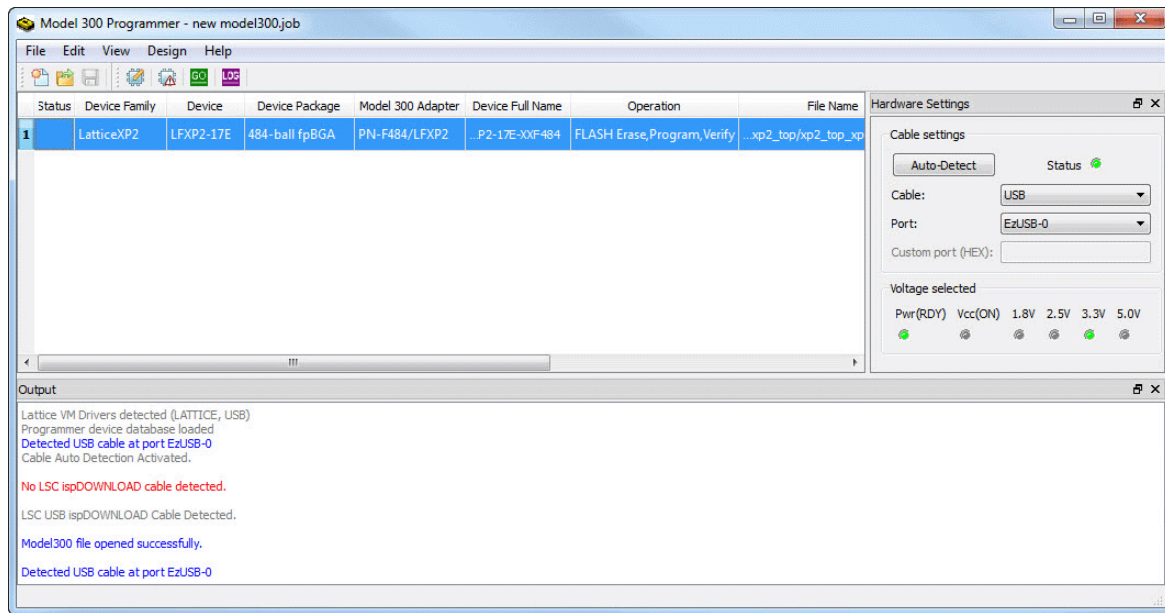 Model 300 Programmer - new model300.job
File Edit View Design Help
GO LOG
Status Device Family Device Device Package Model 300 Adapter Device Full Name Operation File Name
1 LatticeXP2 LFXP2-17E 484-ball fpBGA PN-F484/LFXP2 ...P2-17E-XXF484 FLASH Erase,Program,Verify ...xp2_top/xp2_top_xp
Hardware Settings
Cable settings
Auto-Detect Status
Cable: USB
Port: EzUSB-0
Custom port (HEX):
Voltage selected
Pwr(RDY) Vcc(ON) 1.8V 2.5V 3.3V 5.0V
Output
Lattice VM Drivers detected (LATTICE, USB)
Programmer device database loaded
Detected USB cable at port EzUSB-0
Cable Auto Detection Activated.
No LSC ispDOWNLOAD cable detected.
LSC USB ispDOWNLOAD Cable Detected.
Model300 file opened successfully.
Detected USB cable at port EzUSB-0